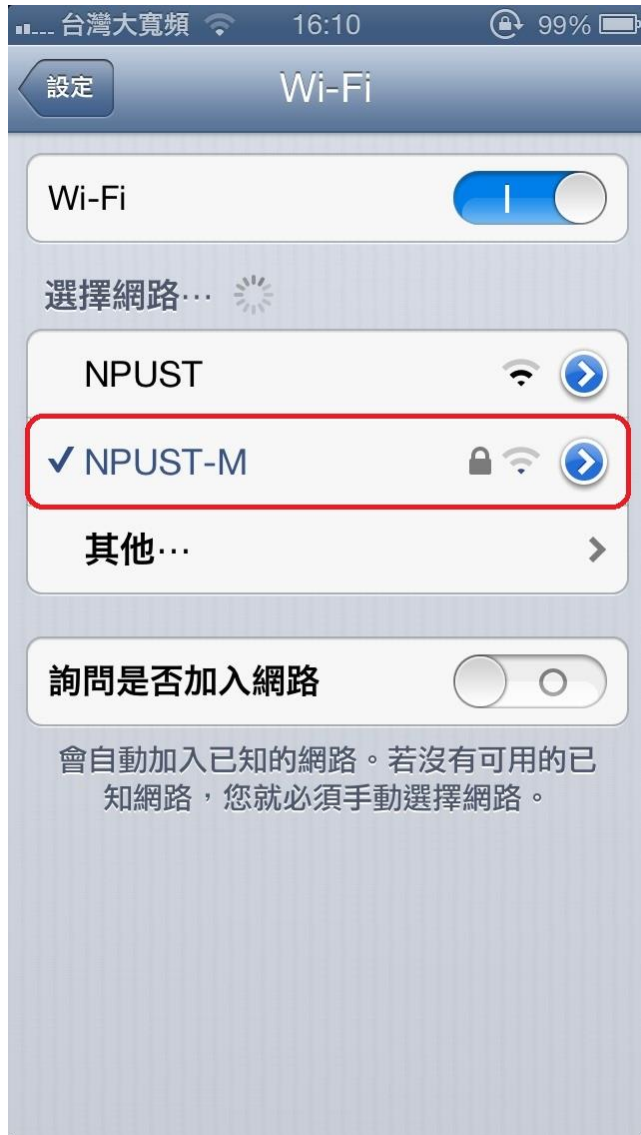 台灣大寬頻 16:10 99%
設定 Wi-Fi
Wi-Fi
選擇網路⋯
NPUST
NPUST-M
其他⋯
詢問是否加入網路
會自動加入已知的網路。若沒有可用的已
知網路，您就必須手動選擇網路。